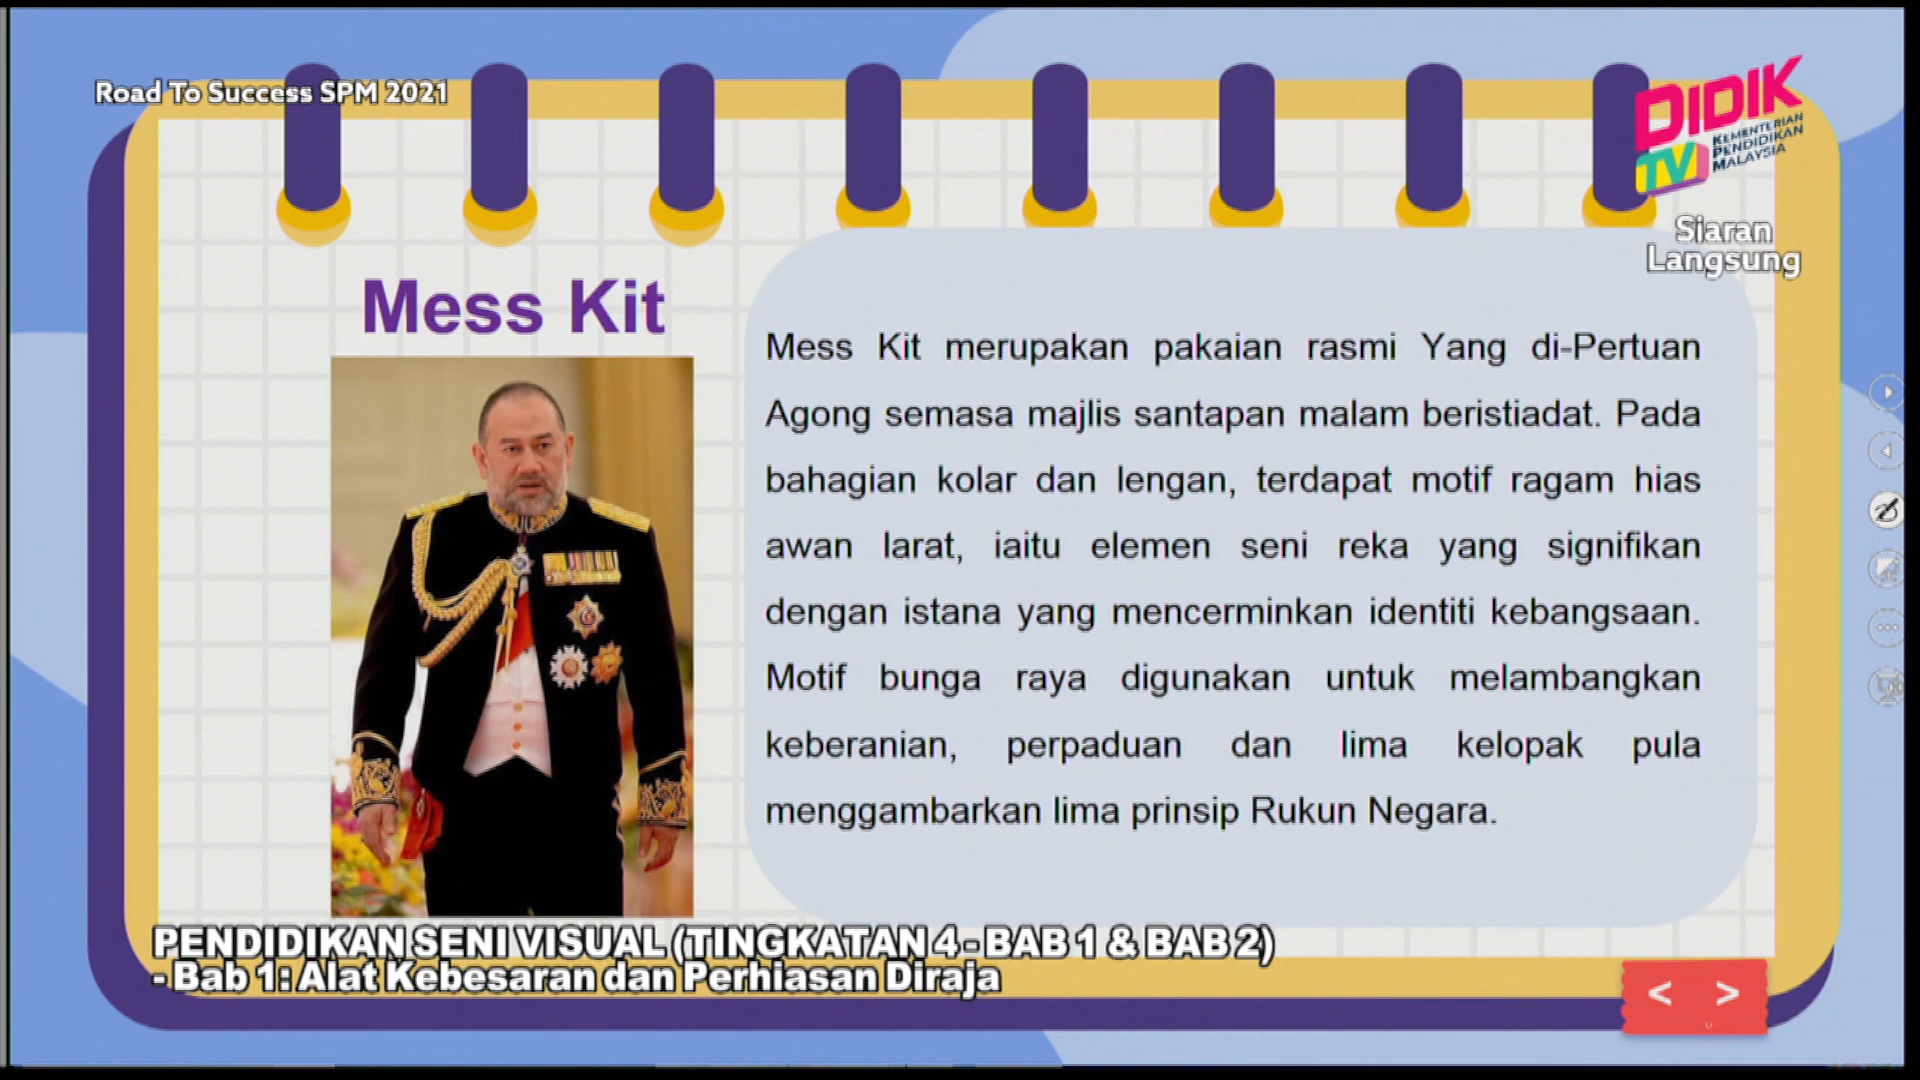 Road To Success SPM 2021
DIDIK
TV
KEMENTERIAN
PENDIDIKAN
MALAYSIA
Siaran
Langsung
Mess Kit
Mess Kit merupakan pakaian rasmi Yang di-Pertuan
Agong semasa majlis santapan malam beristiadat. Pada
bahagian kolar dan lengan, terdapat motif ragam hias
awan larat, iaitu elemen seni reka yang signifikan
dengan istana yang mencerminkan identiti kebangsaan.
Motif bunga raya digunakan untuk melambangkan
keberanian, perpaduan dan lima kelopak pula
menggambarkan lima prinsip Rukun Negara.
PENDIDIKAN SENI VISUAL (TINGKATAN 4 - BAB 1 & BAB 2)
- Bab 1: Alat Kebesaran dan Perhiasan Diraja
< >